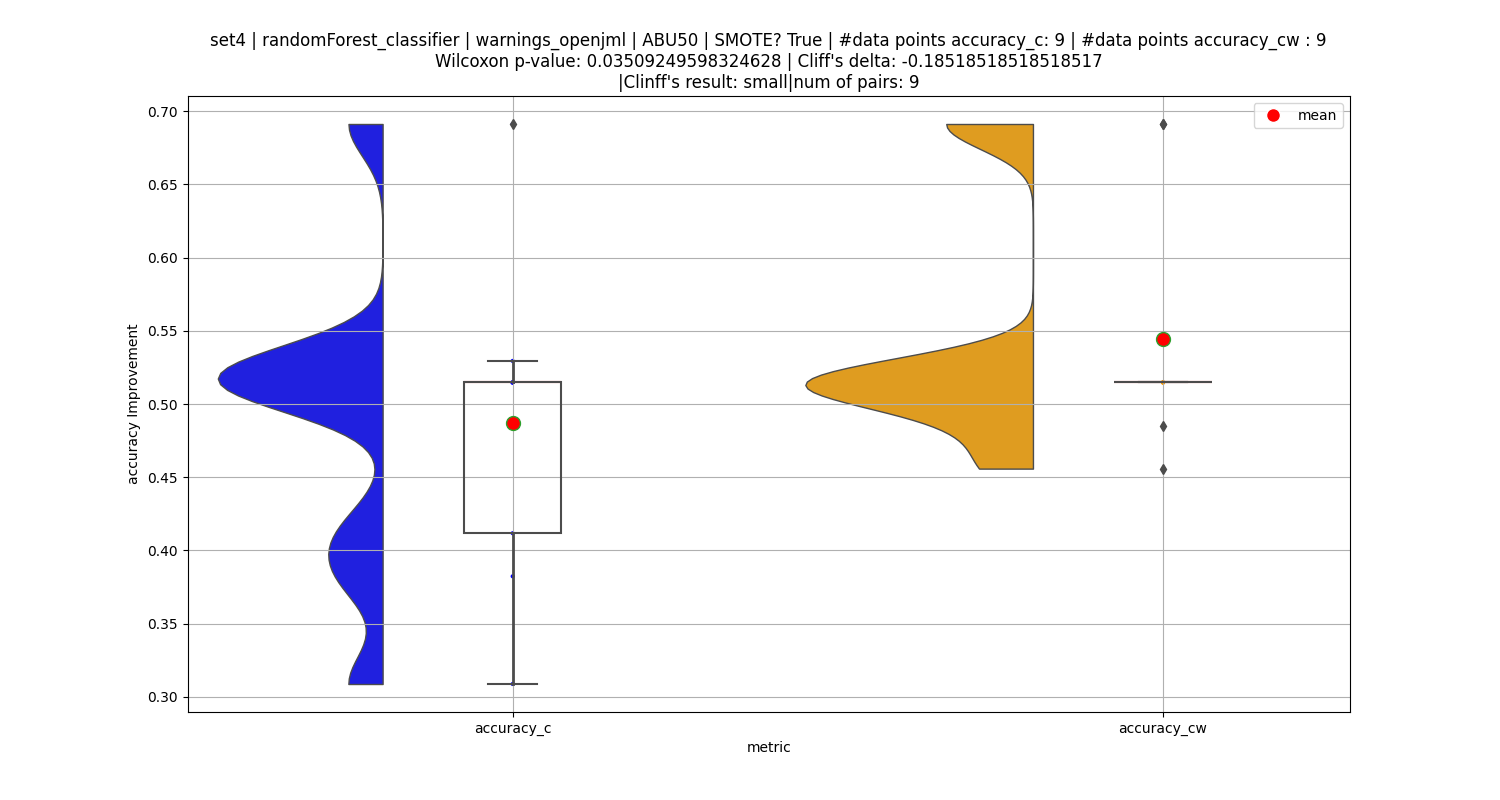 set4 | randomForest_classifier | warnings_openjml | ABU50 | SMOTE? True | #data points accuracy_c: 9 | #data points accuracy_cw : 9
Wilcoxon p-value: 0.03509249598324628 | Cliff's delta: -0.18518518518518517
|Clinff's result: small|num of pairs: 9
mean
0.70
0.65
0.60
0.55
0.50
0.45
0.40
0.35
0.30
accuracy Improvement
accuracy_c
accuracy_cw
metric